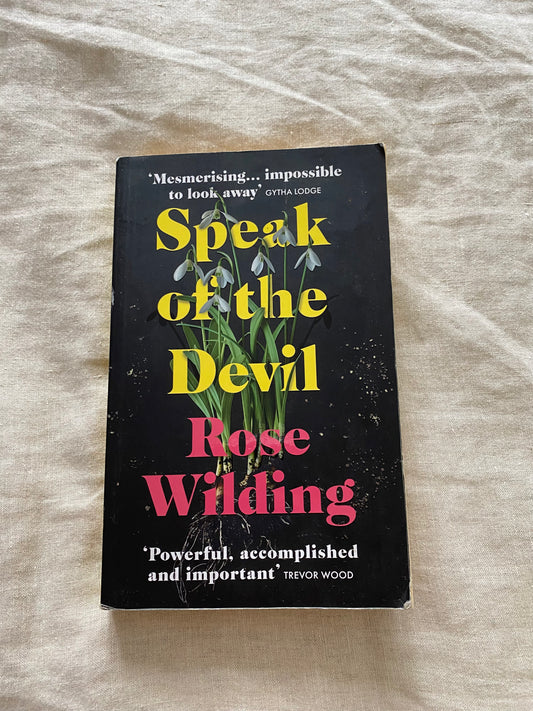 ‘Mesmerising... impossible
to look away’ GYTHA LODGE
Speak
of the
Devil
Rose
Wilding
‘Powerful, accomplished
and important’ TREVOR WOOD